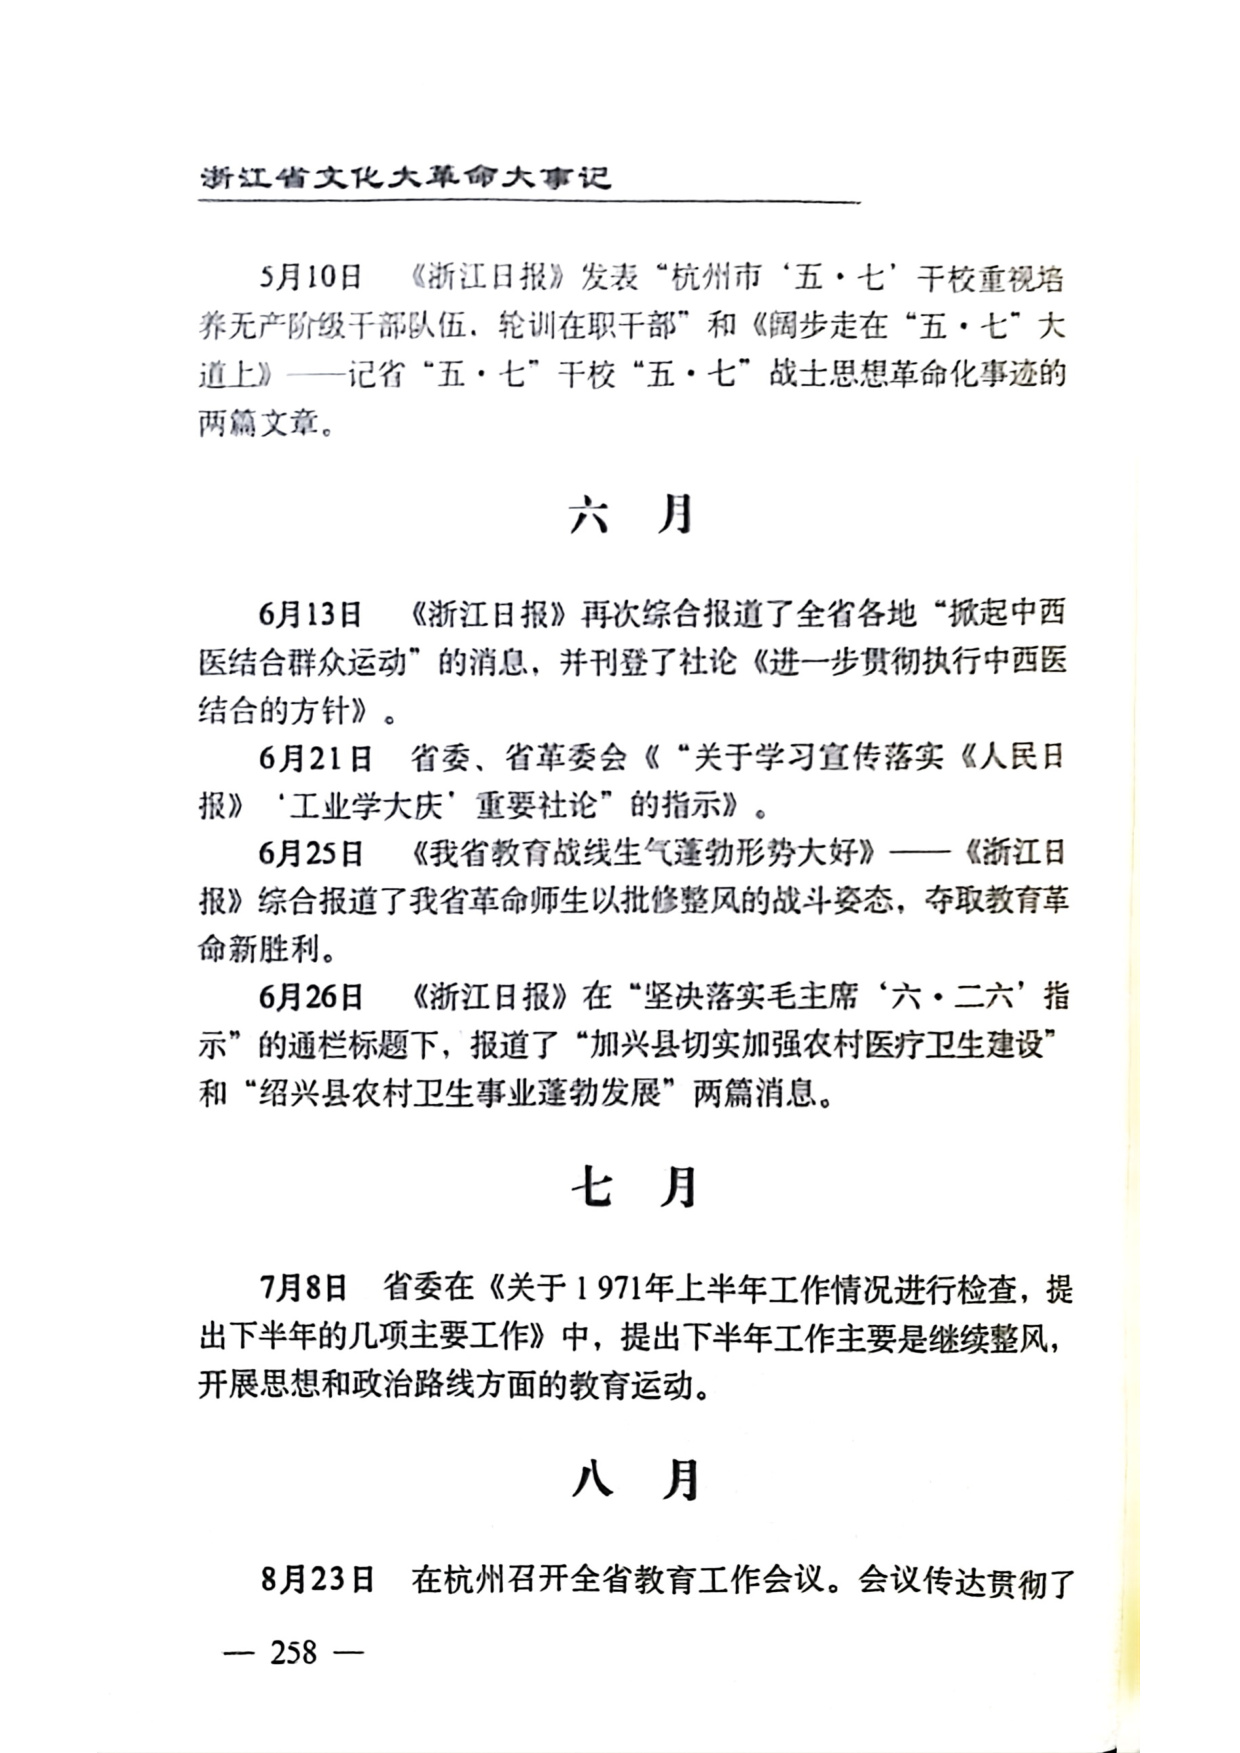 浙江省文化大革命大事记
5月10日 《浙江日报》发表“杭州市‘五·七’干校重视培
养无产阶级干部队伍，轮训在职干部”和《阔步走在“五·七”大
道上》——记省“五·七”干校“五·七”战士思想革命化事迹的
两篇文章。
六 月
6月13日 《浙江日报》再次综合报道了全省各地“掀起中西
医结合群众运动”的消息，并刊登了社论《进一步贯彻执行中西医
结合的方针》。
6月21日 省委、省革委会《“关于学习宣传落实《人民日
报》‘工业学大庆’重要社论”的指示》。
6月25日 《我省教育战线生气蓬勃形势大好》——《浙江日
报》综合报道了我省革命师生以批修整风的战斗姿态，夺取教育革
命新胜利。
6月26日 《浙江日报》在“坚决落实毛主席‘六·二六’指
示”的通栏标题下，报道了“加兴县切实加强农村医疗卫生建设”
和“绍兴县农村卫生事业蓬勃发展”两篇消息。
七 月
7月8日 省委在《关于1971年上半年工作情况进行检查，提
出下半年的几项主要工作》中，提出下半年工作主要是继续整风，
开展思想和政治路线方面的教育运动。
八 月
8月23日 在杭州召开全省教育工作会议。会议传达贯彻了
— 258 —